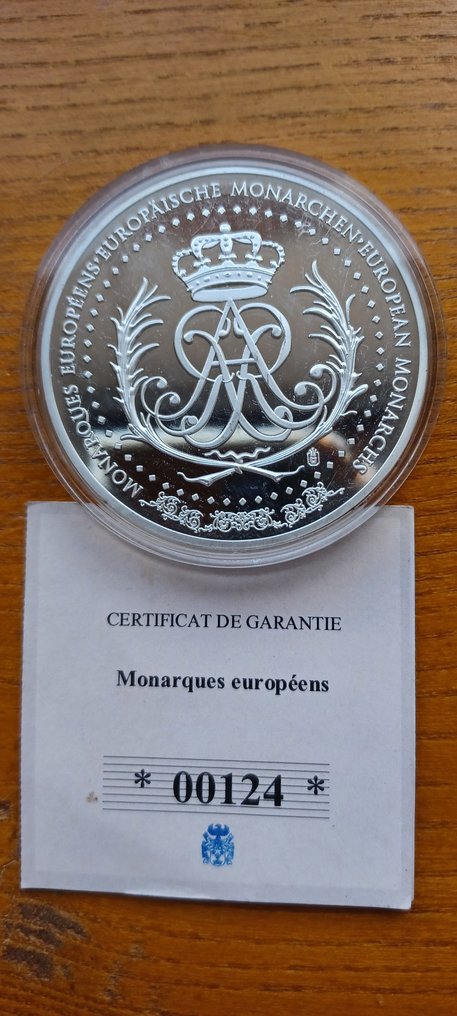 MONARQUES EUROPÉENS·EUROPÄISCHE MONARCHEN·EUROPEAN MONARCHS
CERTIFICAT DE GARANTIE
Monarques européens
* 00124 *